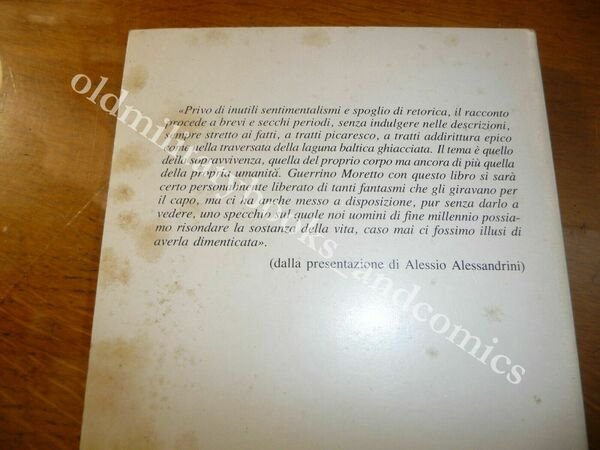 «Privo di inutili sentimentalismi e spoglio di retorica, il racconto
procede a brevi e secchi periodi, senza indulgere nelle descrizioni,
sempre stretto ai fatti, a tratti picaresco, a tratti addirittura epico
come nella traversata della laguna baltica ghiacciata. Il tema è quello
della sopravvivenza, quella del proprio corpo ma ancora di più quella
della propria umanità. Guerrino Moretto con questo libro si sarà
certo personalmente liberato di tanti fantasmi che gli giravano per
il capo, ma ci ha anche messo a disposizione, pur senza darlo a
vedere, uno specchio sul quale noi uomini di fine millennio possia-
mo risondare la sostanza della vita, caso mai ci fossimo illusi di
averla dimenticata».
(dalla presentazione di Alessio Alessandrini)
oldmilitarybooks_andcomics